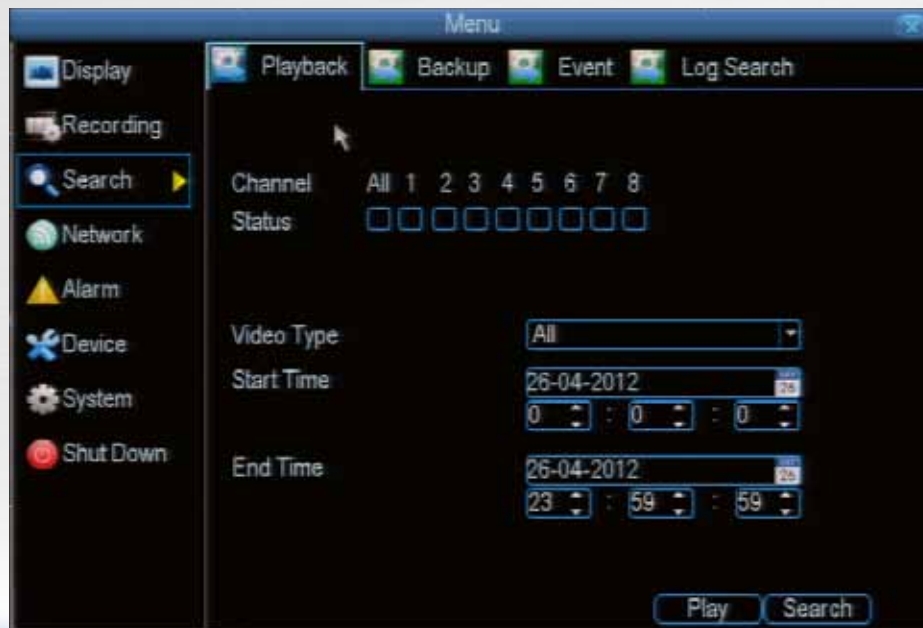 Menu
Display
Recording
Search
Network
Alarm
Device
System
Shut Down
Playback Backup Event Log Search
Channel All 1 2 3 4 5 6 7 8
Status
Video Type All
Start Time 26-04-2012
26
0 : 0 : 0
End Time 26-04-2012
26
23 : 59 : 59
Play Search